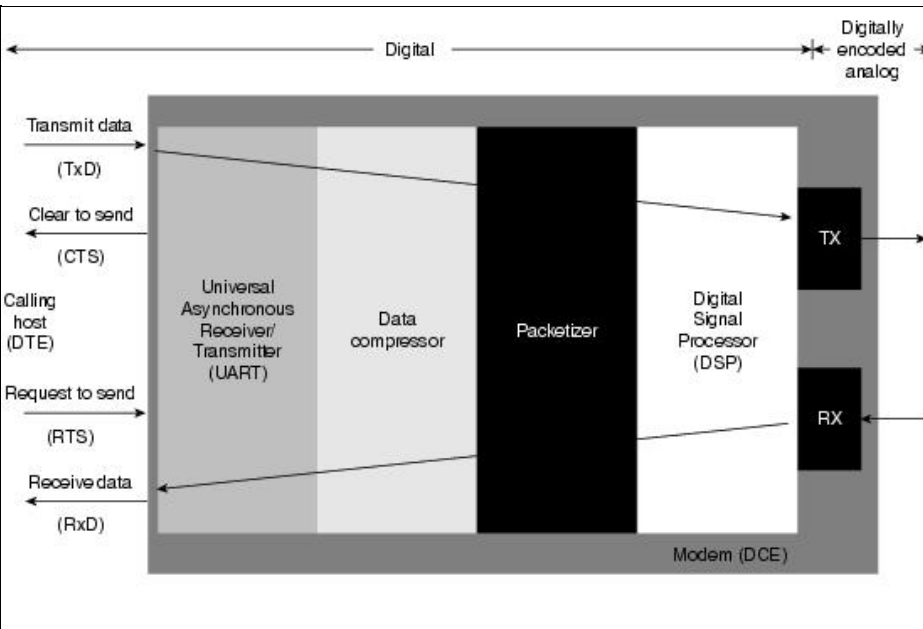 Digital
Digitally
encoded
analog
Transmit data
(TxD)
Clear to send
(CTS)
Calling
host
(DTE)
Request to send
(RTS)
Receive data
(RxD)
Universal
Asynchronous
Receiver/
Transmitter
(UART)
Data
compressor
Packetizer
Digital
Signal
Processor
(DSP)
TX
RX
Modem (DCE)